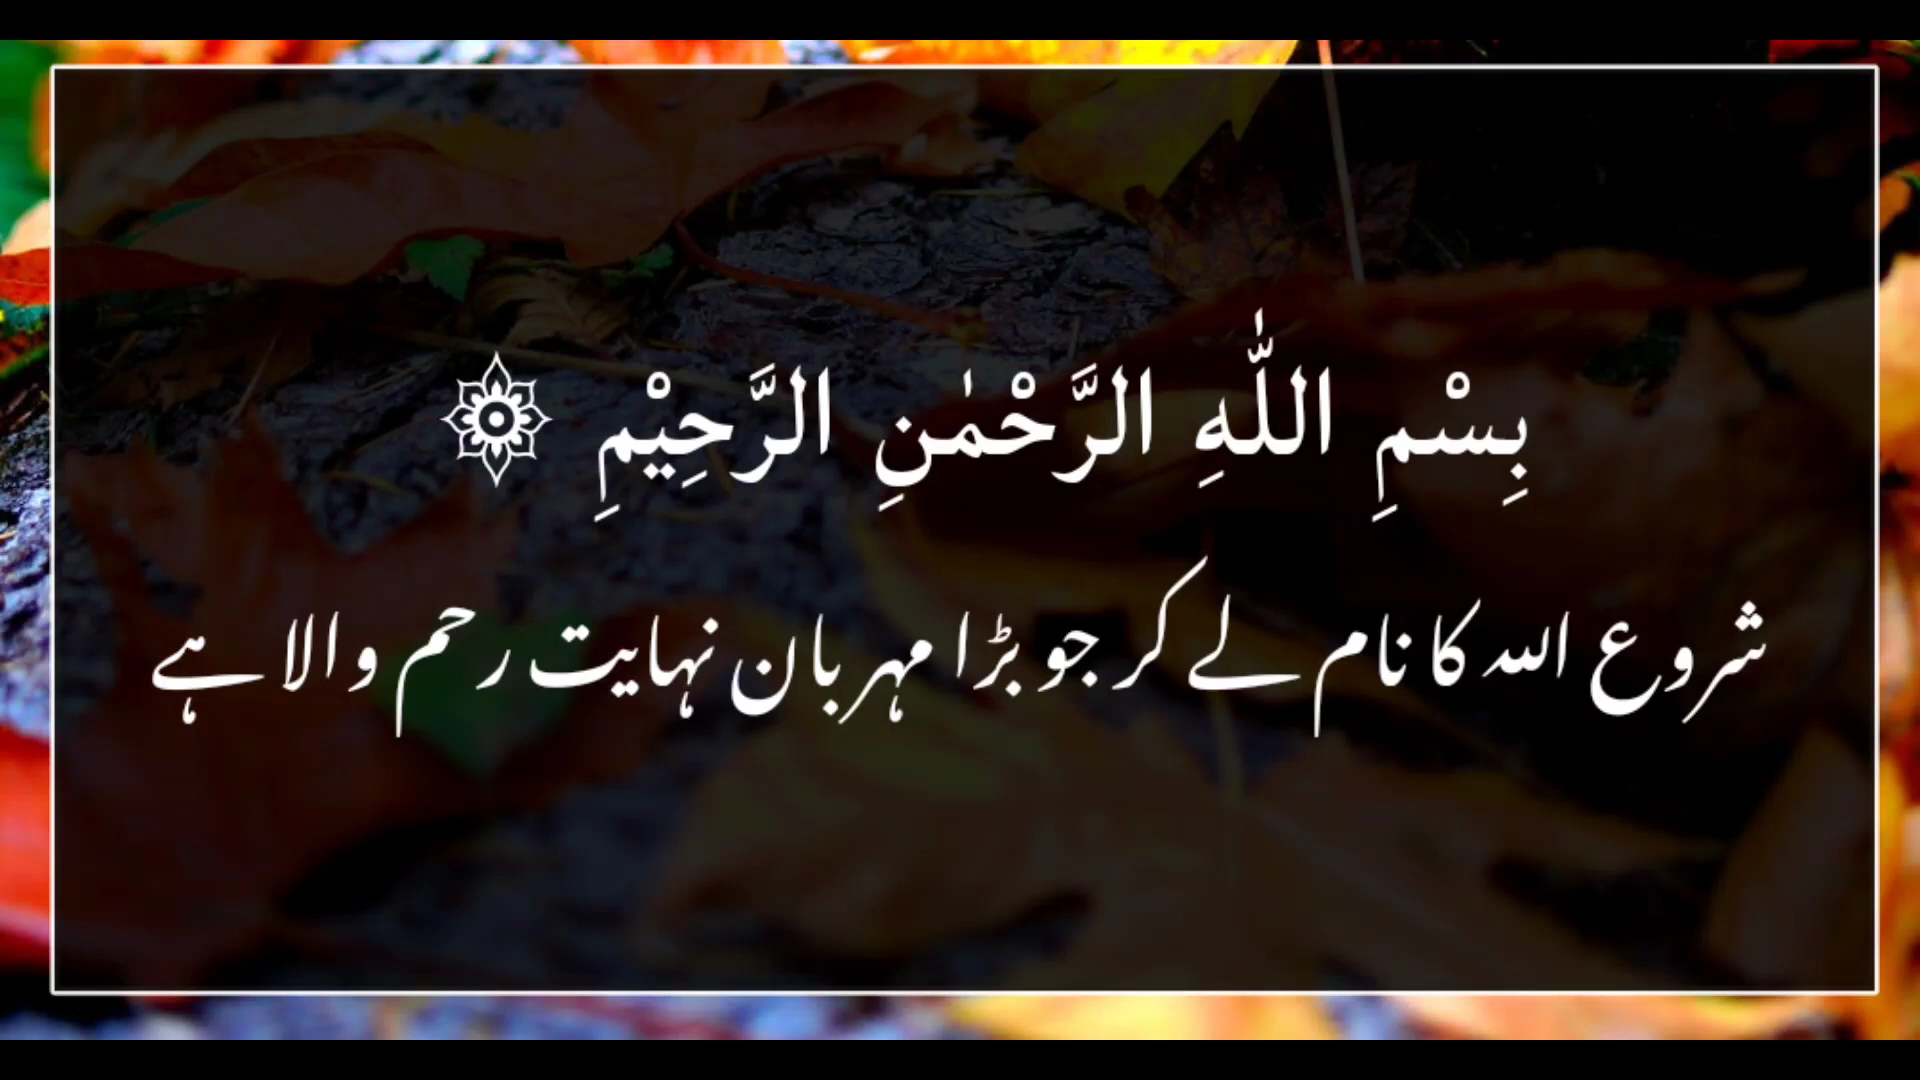 بِسْمِ اللّٰهِ الرَّحْمٰنِ الرَّحِیْمِ ۞
شروع اللہ کا نام لے کر جو بڑا مہربان نہایت رحم والا ہے